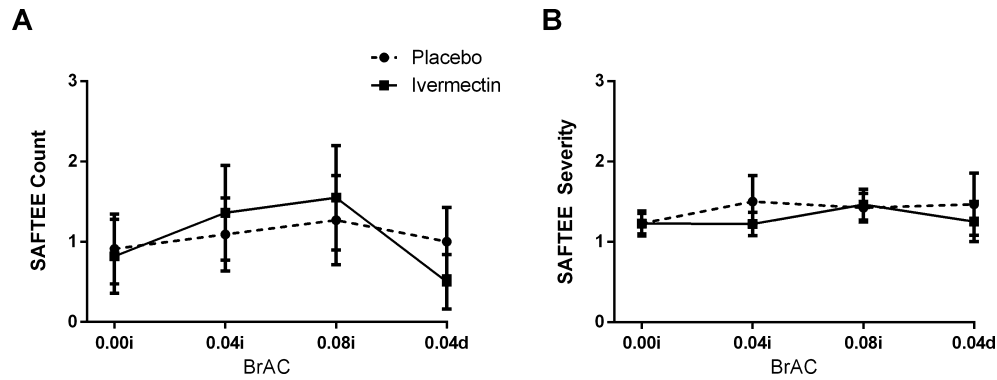 A
B
Placebo
Ivermectin
SAFTEE Count
3
2
1
0
0.00i 0.04i 0.08i 0.04d
BrAC
SAFTEE Severity
3
2
1
0
0.00i 0.04i 0.08i 0.04d
BrAC